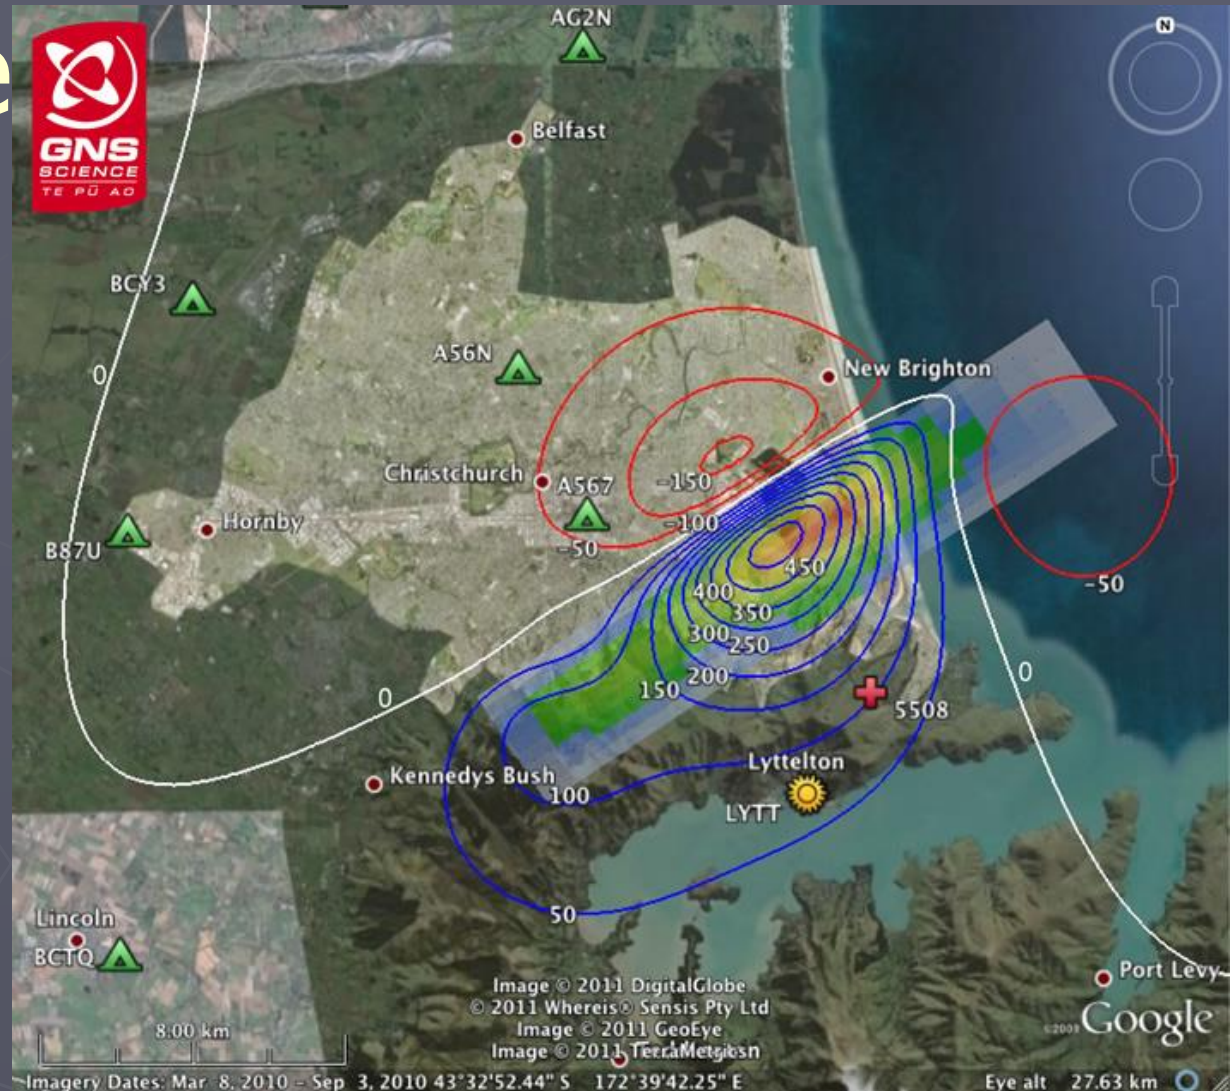 e
GNS
SCIENCE
TE PŪ AO
AG2N
N
Belfast
BCY3
A56N
0
New Brighton
Christchurch
A567
-150
-100
-50
Hornby
B87U
450
400
350
-50
300
250
200
150
0
0
5508
Lyttelton
LYTT
Kennedys Bush
100
50
Lincoln
BCTQ
Port Levy
Image © 2011 DigitalGlobe
© 2011 Whereis® Sensis Pty Ltd
Image © 2011 GeoEye
Image © 2011 TerraMetrics
©2009 Google
8.00 km
Imagery Dates: Mar 8, 2010 - Sep 3, 2010 43°32'52.44" S 172°39'42.25" E
Eye alt 27.63 km